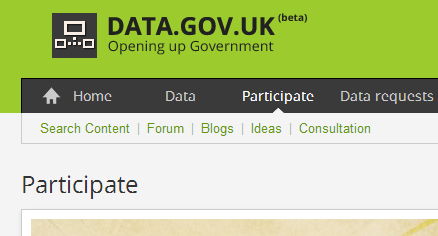 DATA.GOV.UK (beta)
Opening up Government
Home Data Participate Data requests
Search Content | Forum | Blogs | Ideas | Consultation
Participate